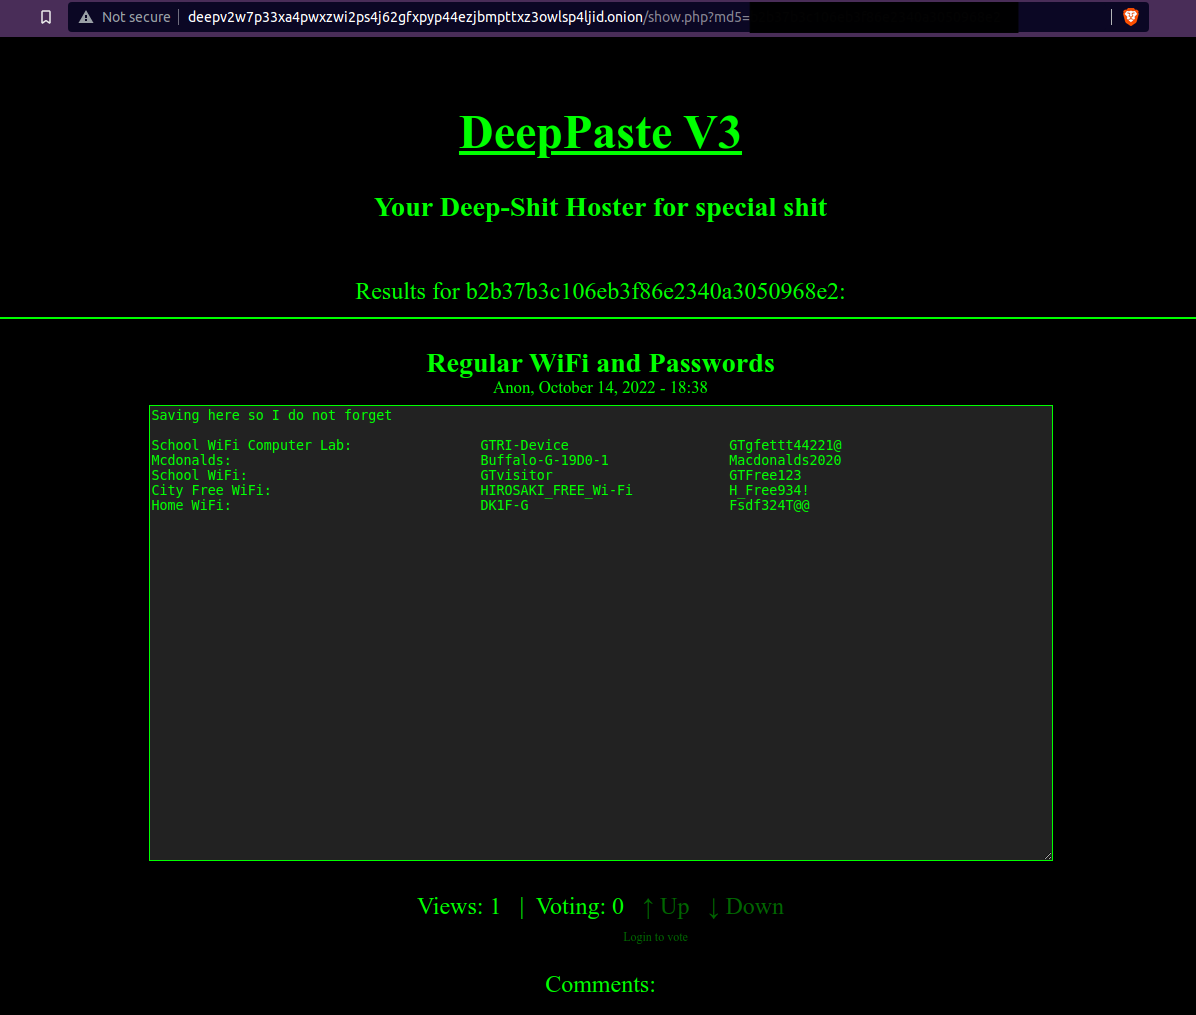 Not secure deepv2w7p33xa4pwxzwi2ps4j62gfxpyp44ezjbmpttxz3owlsp4ljid.onion/show.php?md5=
DeepPaste V3
Your Deep-Shit Hoster for special shit
Results for b2b37b3c106eb3f86e2340a3050968e2:
Regular WiFi and Passwords
Anon, October 14, 2022 - 18:38
Saving here so I do not forget
School WiFi Computer Lab: GTRI-Device GTgfettt44221@
Mcdonalds: Buffalo-G-19D0-1 Macdonalds2020
School WiFi: GTvisitor GTFree123
City Free WiFi: HIROSAKI_FREE_Wi-Fi H_Free934!
Home WiFi: DK1F-G Fsdf324T@@
Views: 1 | Voting: 0 ↑ Up ↓ Down
Login to vote
Comments: